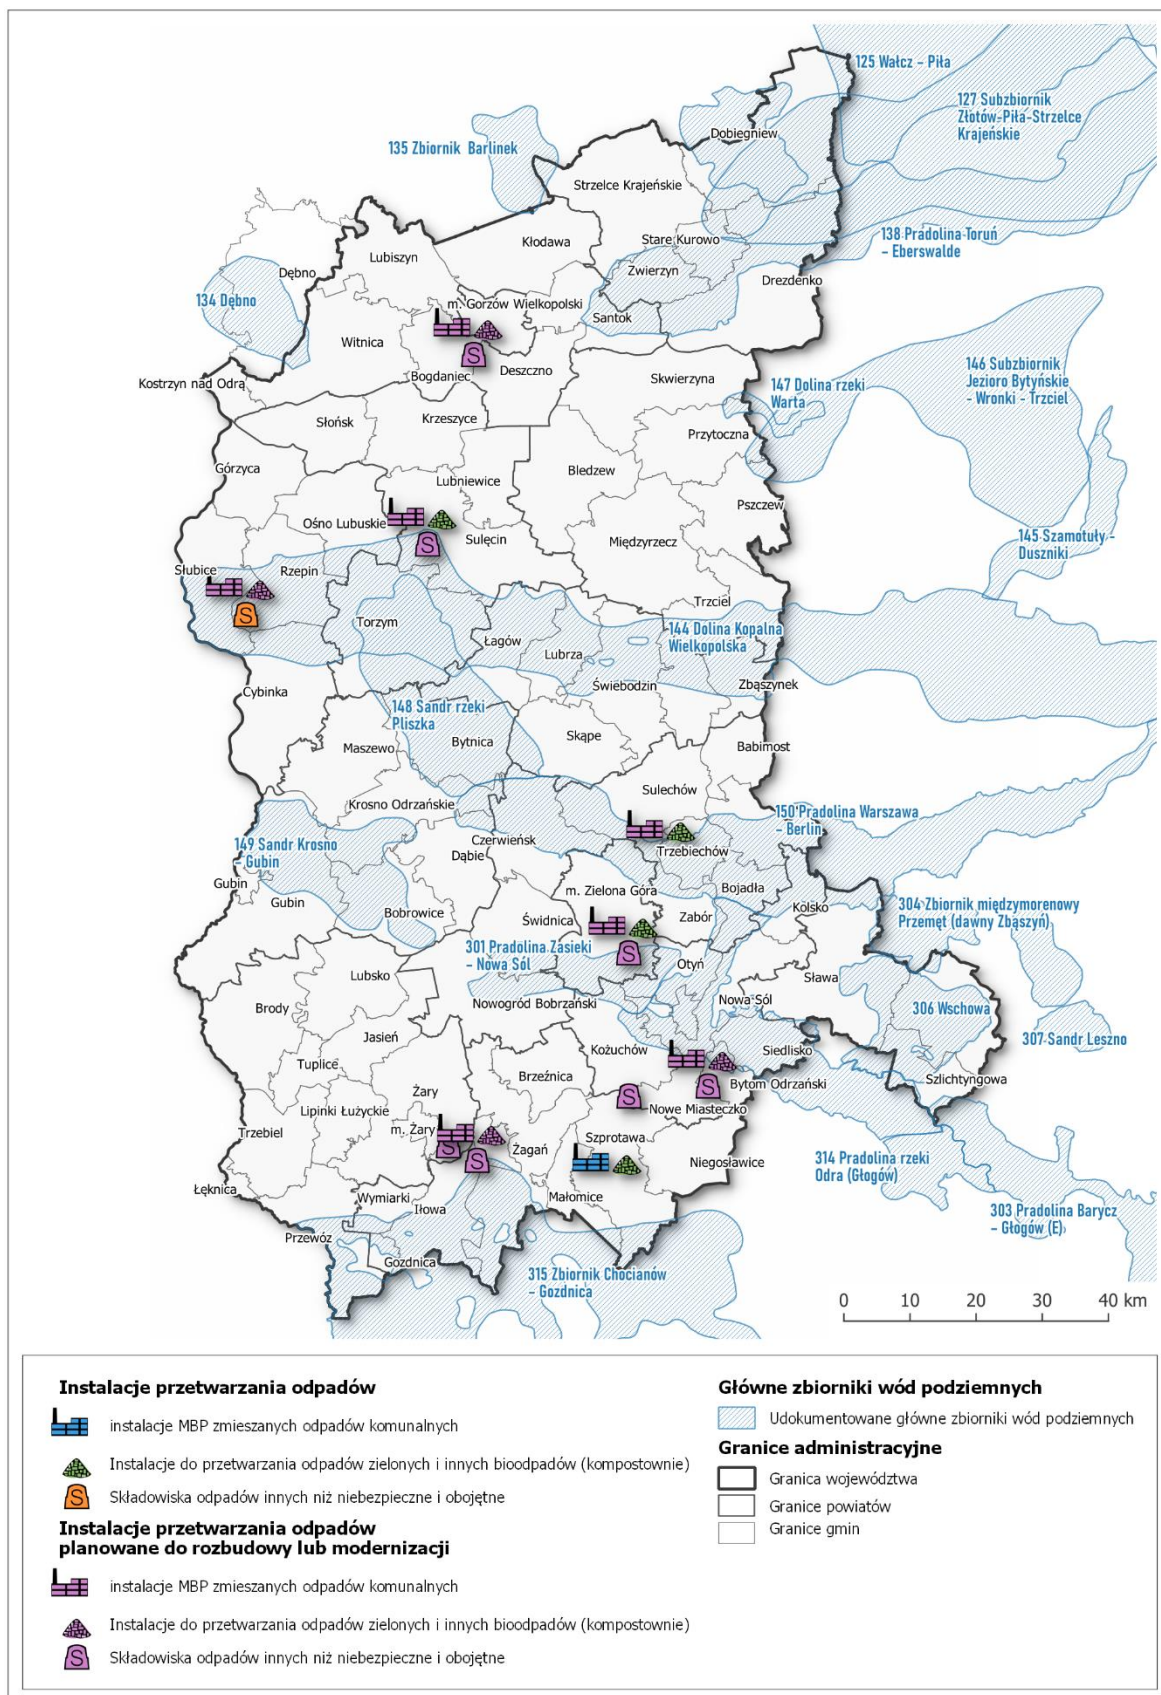 125 Wałcz – Piła
127 Subzbiornik
Złotów-Piła-Strzelce
Krajeńskie
Dobiegniew
135 Zbiornik Barlinek
Strzelce Krajeńskie
138 Pradolina Toruń
– Eberswalde
Kłodawa
Stare Kurowo
Lubiszyn
Zwierzyn
Dębno
Drezdenko
134 Dębno
m. Gorzów Wielkopolski
Santok
Witnica
Bogdaniec
Deszczno
Skwierzyna
Kostrzyn nad Odrą
147 Dolina rzeki
Warta
146 Subzbiornik
Jezioro Bytyńskie
– Wronki - Trzciel
Słońsk
Krzeszyce
Przytoczna
Górzyca
Bledzew
Lubniewice
Pszczew
Ośno Lubuskie
Sulęcin
Międzyrzecz
145 Szamotuły -
Duszniki
Słubice
Rzepin
Trzciel
Torzym
144 Dolina Kopalna
Wielkopolska
Łagów
Lubrza
Świebodzin
Zbąszynek
Cybinka
148 Sandr rzeki
Pliszka
Bytnica
Skąpe
Maszewo
Babimost
Sulechów
Krosno Odrzańskie
150 Pradolina Warszawa
– Berlin
149 Sandr Krosno
– Gubin
Czerwieńsk
Dąbie
Trzebiechów
Gubin
Gubin
m. Zielona Góra
Bojadła
Bobrowice
Świdnica
Zabór
Kolsko
304 Zbiornik międzymorenowy
Przemęt (dawny Zbąszyń)
301 Pradolina Zasieki
– Nowa Sól
Otyń
Lubsko
Sława
Brody
Nowogród Bobrzański
Nowa Sól
306 Wschowa
Jasień
Kożuchów
Siedlisko
307 Sandr Leszno
Tuplice
Brzeźnica
Bytom Odrzański
Szlichtyngowa
Żary
Lipinki Łużyckie
Nowe Miasteczko
Trzebiel
m. Żary
Żagań
Szprotawa
Niegosławice
314 Pradolina rzeki
Odra (Głogów)
Łęknica
Wymiarki
Małomice
Iłowa
303 Pradolina Barycz
– Głogów (E)
Przewóz
Gozdnica
315 Zbiornik Chocianów
– Gozdnica
0 10 20 30 40 km
S
S
S
S
S
S
S
S
Instalacje przetwarzania odpadów
instalacje MBP zmieszanych odpadów komunalnych
Instalacje do przetwarzania odpadów zielonych i innych bioodpadów (kompostownie)
S Składowiska odpadów innych niż niebezpieczne i obojętne
Instalacje przetwarzania odpadów
planowane do rozbudowy lub modernizacji
instalacje MBP zmieszanych odpadów komunalnych
Instalacje do przetwarzania odpadów zielonych i innych bioodpadów (kompostownie)
S Składowiska odpadów innych niż niebezpieczne i obojętne
Główne zbiorniki wód podziemnych
Udokumentowane główne zbiorniki wód podziemnych
Granice administracyjne
Granica województwa
Granice powiatów
Granice gmin